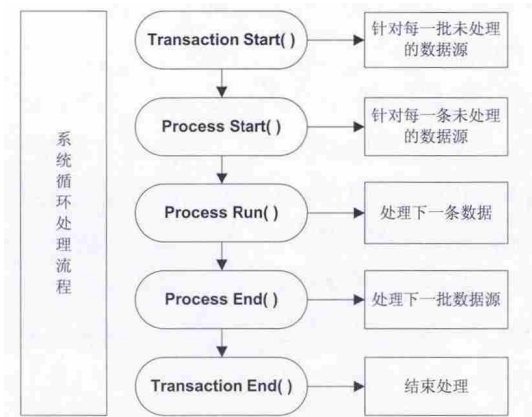 系统循环处理流程
Transaction Start( )
针对每一批未处理
的数据源
Process Start( )
针对每一条未处理
的数据源
Process Run( )
处理下一条数据
Process End( )
处理下一批数据源
Transaction End( )
结束处理